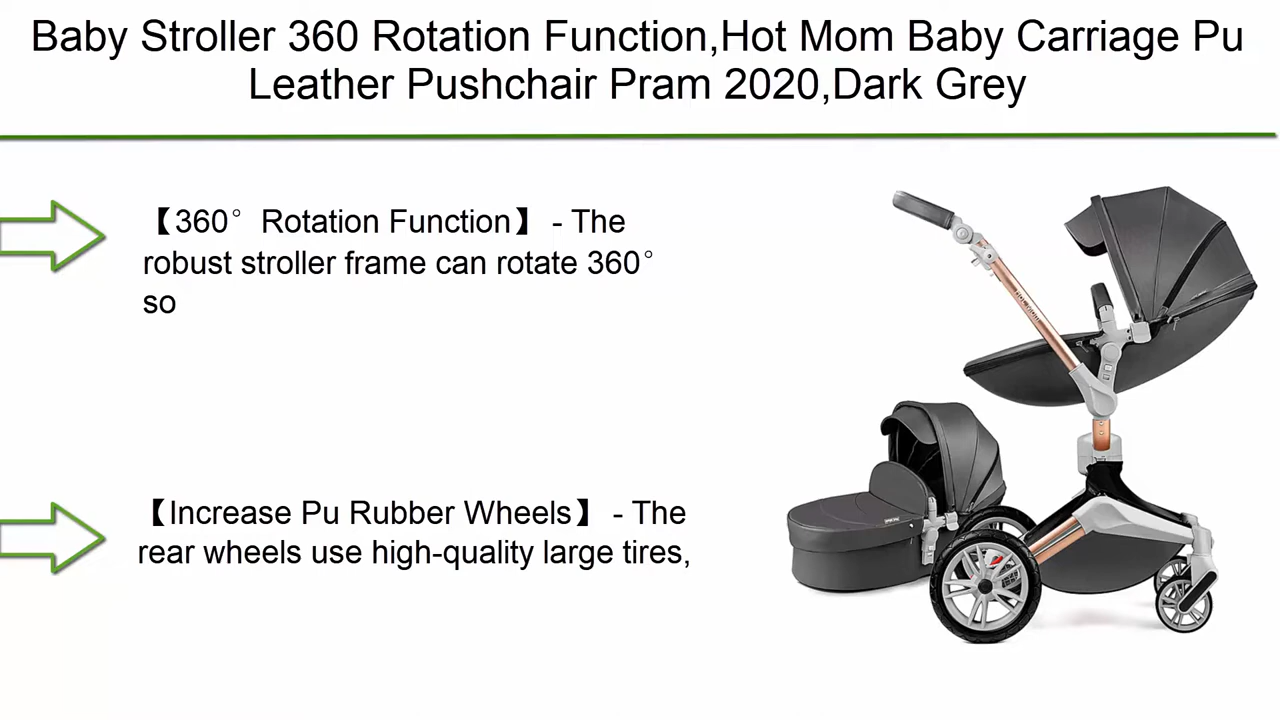 Baby Stroller 360 Rotation Function,Hot Mom Baby Carriage Pu
Leather Pushchair Pram 2020,Dark Grey
【360° Rotation Function】 - The
robust stroller frame can rotate 360°
so
【Increase Pu Rubber Wheels】 - The
rear wheels use high-quality large tires,